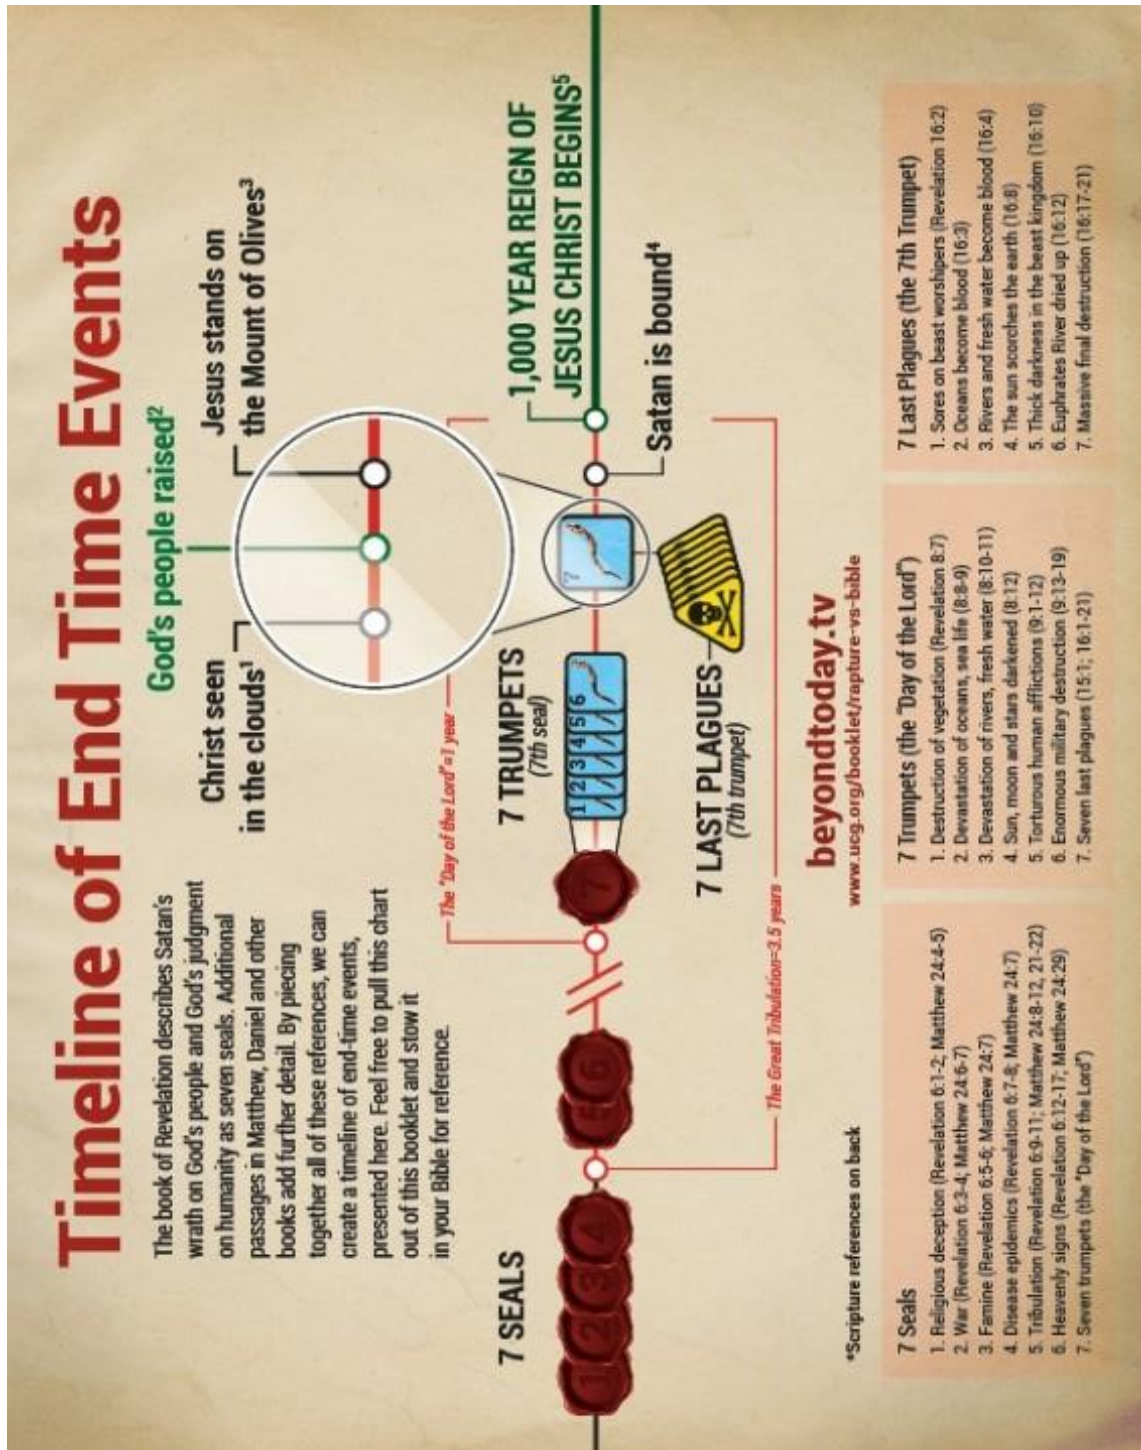 Timeline of End Time Events
The book of Revelation describes Satan's
wrath on God's people and God's judgment
on humanity as seven seals. Additional
passages in Matthew, Daniel and other
books add further detail. By piecing
together all of these references, we can
create a timeline of end-time events,
presented here. Feel free to pull this chart
out of this booklet and stow it
in your Bible for reference.
God's people raised²
Christ seen
in the clouds¹
Jesus stands on
the Mount of Olives³
The "Day of the Lord"=1 year
7 SEALS
7 TRUMPETS
(7th seal)
1,000 YEAR REIGN OF
JESUS CHRIST BEGINS⁵
1 2 3 4 5 6 7
1 2 3 4 5 6
7
Satan is bound⁴
7 LAST PLAGUES
(7th trumpet)
The Great Tribulation=3.5 years
beyondtoday.tv
www.ucg.org/booklet/rapture-vs-bible
*Scripture references on back
7 Seals
1. Religious deception (Revelation 6:1-2; Matthew 24:4-5)
2. War (Revelation 6:3-4; Matthew 24:6-7)
3. Famine (Revelation 6:5-6; Matthew 24:7)
4. Disease epidemics (Revelation 6:7-8; Matthew 24:7)
5. Tribulation (Revelation 6:9-11; Matthew 24:8-12, 21-22)
6. Heavenly signs (Revelation 6:12-17; Matthew 24:29)
7. Seven trumpets (the "Day of the Lord")
7 Trumpets (the "Day of the Lord")
1. Destruction of vegetation (Revelation 8:7)
2. Devastation of oceans, sea life (8:8-9)
3. Devastation of rivers, fresh water (8:10-11)
4. Sun, moon and stars darkened (8:12)
5. Torturous human afflictions (9:1-12)
6. Enormous military destruction (9:13-19)
7. Seven last plagues (15:1; 16:1-21)
7 Last Plagues (the 7th Trumpet)
1. Sores on beast worshipers (Revelation 16:2)
2. Oceans become blood (16:3)
3. Rivers and fresh water become blood (16:4)
4. The sun scorches the earth (16:8)
5. Thick darkness in the beast kingdom (16:10)
6. Euphrates River dried up (16:12)
7. Massive final destruction (16:17-21)